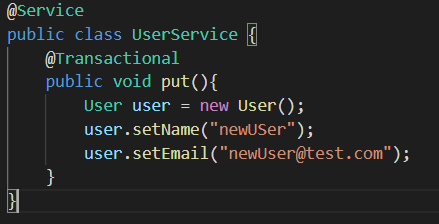 @Service
public class UserService {
    @Transactional
    public void put(){
        User user = new User();
        user.setName("newUSer");
        user.setEmail("newUser@test.com");
    }
}